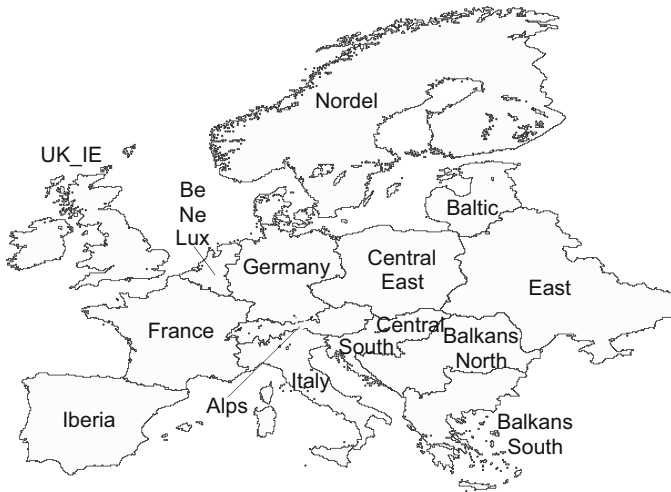 Nordel
UK_IE
Be
Ne
Lux
Baltic
Germany
Central
East
East
France
Central
South
Balkans
North
Italy
Alps
Iberia
Balkans
South